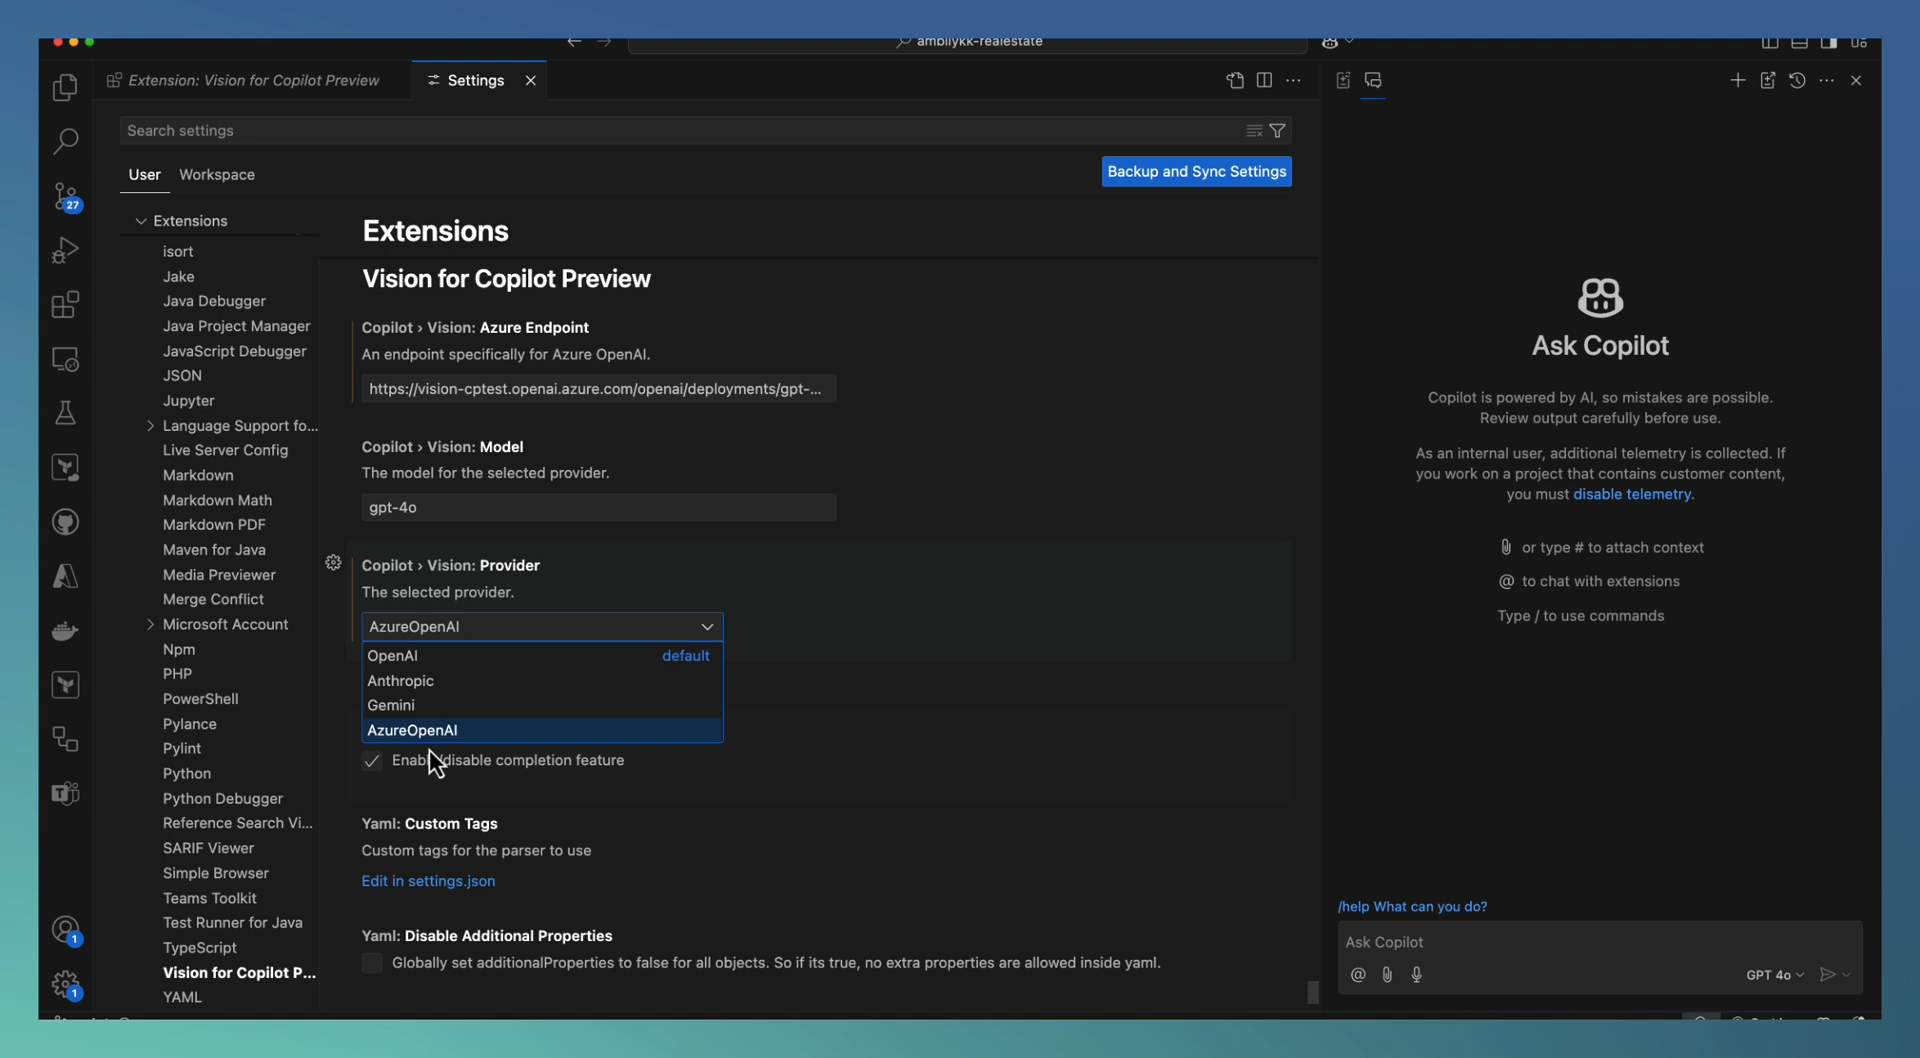 ambilykk-realestate
Extension: Vision for Copilot Preview
Settings
Search settings
User
Workspace
Backup and Sync Settings
Extensions
isort
Jake
Java Debugger
Java Project Manager
JavaScript Debugger
JSON
Jupyter
Language Support fo...
Live Server Config
Markdown
Markdown Math
Markdown PDF
Maven for Java
Media Previewer
Merge Conflict
Microsoft Account
Npm
PHP
PowerShell
Pylance
Pylint
Python
Python Debugger
Reference Search Vi...
SARIF Viewer
Simple Browser
Teams Toolkit
Test Runner for Java
TypeScript
Vision for Copilot P...
YAML
27
1
1
Extensions
Vision for Copilot Preview
Copilot › Vision: Azure Endpoint
An endpoint specifically for Azure OpenAI.
https://vision-cptest.openai.azure.com/openai/deployments/gpt-...
Copilot › Vision: Model
The model for the selected provider.
gpt-4o
Copilot › Vision: Provider
The selected provider.
AzureOpenAI
OpenAI default
Anthropic
Gemini
AzureOpenAI
Enable/disable completion feature
Yaml: Custom Tags
Custom tags for the parser to use
Edit in settings.json
Yaml: Disable Additional Properties
Globally set additionalProperties to false for all objects. So if its true, no extra properties are allowed inside yaml.
Ask Copilot
Copilot is powered by AI, so mistakes are possible.
Review output carefully before use.
As an internal user, additional telemetry is collected. If
you work on a project that contains customer content,
you must disable telemetry.
or type # to attach context
@ to chat with extensions
Type / to use commands
/help What can you do?
Ask Copilot
@
GPT 4o